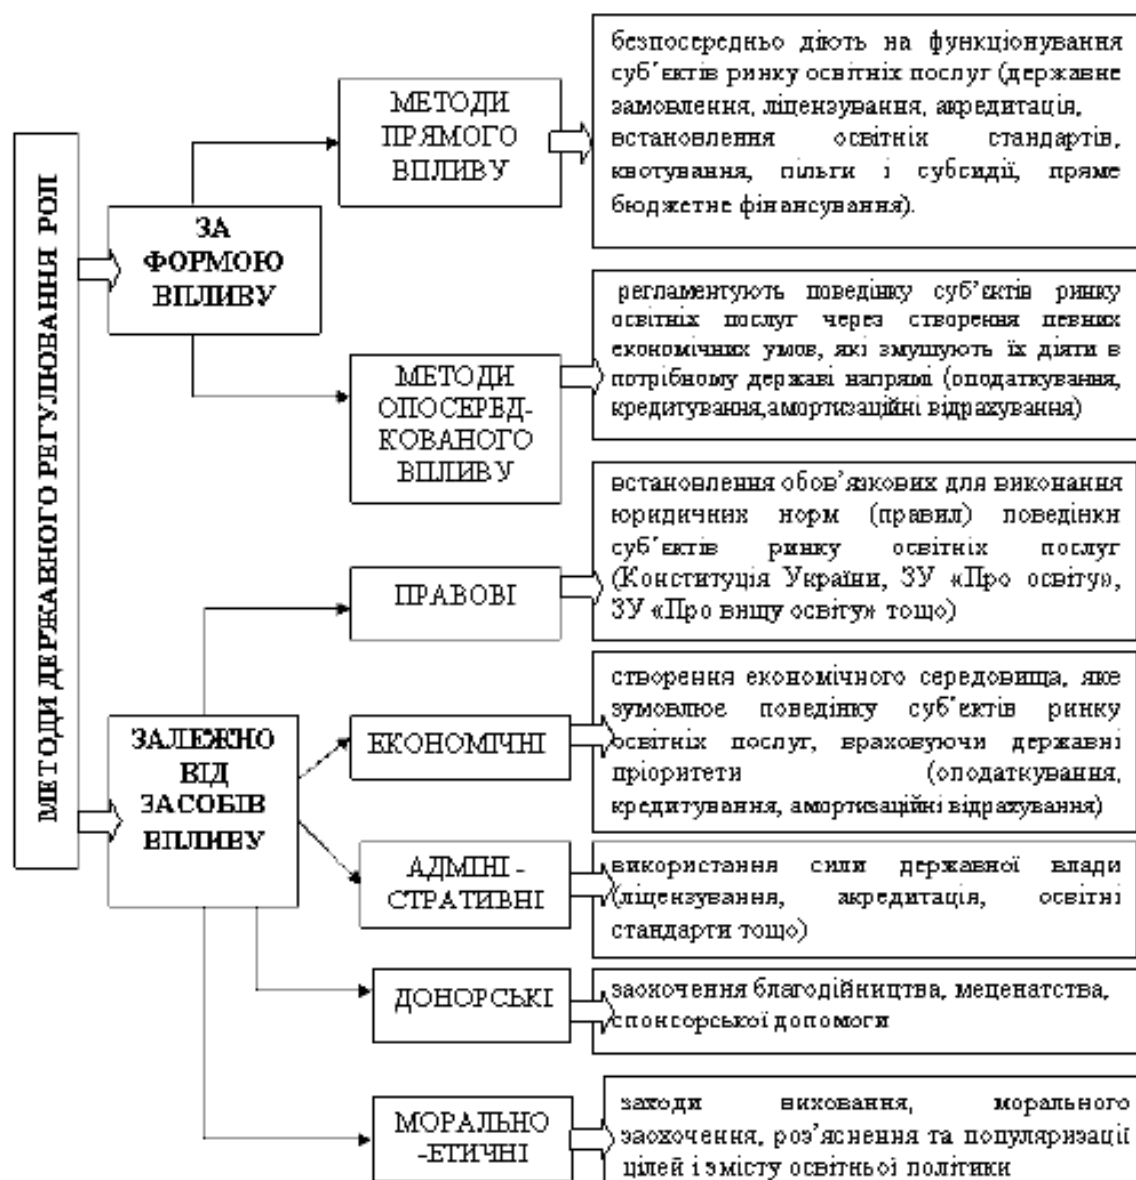 МЕТОДИ ДЕРЖАВНОГО РЕГУЛЮВАННЯ РОП
ЗА
ФОРМОЮ
ВПЛИВУ
МЕТОДИ
ПРЯМОГО
ВПЛИВУ
безпосередньо діють на функціонування
суб'єктів ринку освітніх послуг (державне
замовлення, ліцензування, акредитація,
встановлення освітніх стандартів,
квотування, пільги і субсидії, пряме
бюджетне фінансування).
МЕТОДИ
ОПОСЕРЕД-
КОВАНОГО
ВПЛИВУ
регламентують поведінку суб'єктів ринку
освітніх послуг через створення певних
економічних умов, які змушують їх діяти в
потрібному державі напрямі (оподаткування,
кредитування,амортизаційні відрахування)
ЗАЛЕЖНО
ВІД
ЗАСОБІВ
ВПЛИВУ
ПРАВОВІ
встановлення обов'язкових для виконання
юридичних норм (правил) поведінки
суб'єктів ринку освітніх послуг
(Конституція України, ЗУ «Про освіту»,
ЗУ «Про вищу освіту» тощо)
ЕКОНОМІЧНІ
створення економічного середовища, яке
зумовлює поведінку суб'єктів ринку
освітніх послуг, враховуючи державні
пріоритети (оподаткування,
кредитування, амортизаційні відрахування)
АДМІНІ -
СТРАТИВНІ
використання сили державної влади
(ліцензування, акредитація, освітні
стандарти тощо)
ДОНОРСЬКІ
заохочення благодійництва, меценатства,
спонсорської допомоги
МОРАЛЬНО
-ЕТИЧНІ
заходи виховання, морального
заохочення, роз'яснення та популяризації
цілей і змісту освітньої політики